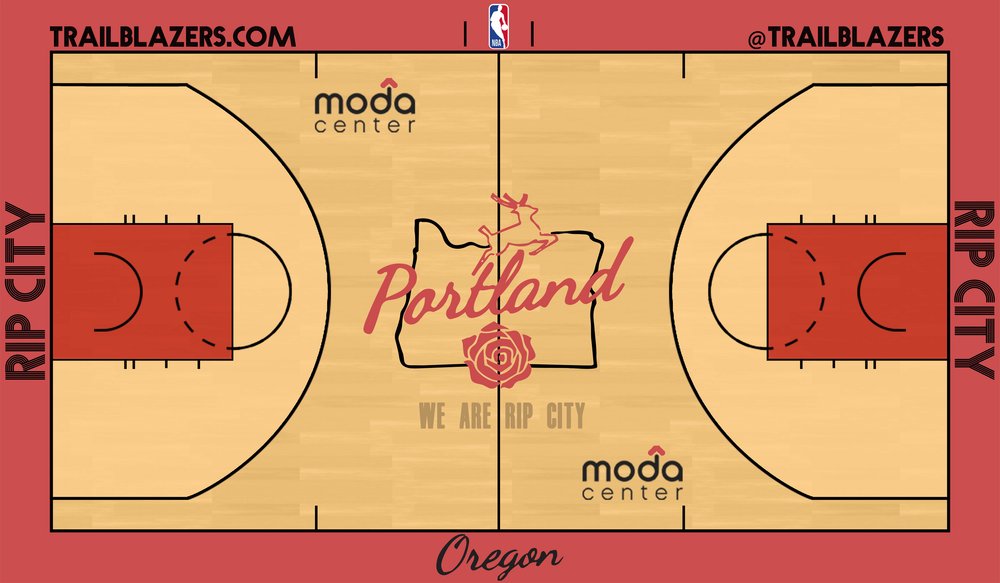 TRAILBLAZERS.COM
NBA
@TRAILBLAZERS
moda
center
RIP CITY
RIP CITY
Portland
WE ARE RIP CITY
moda
center
Oregon